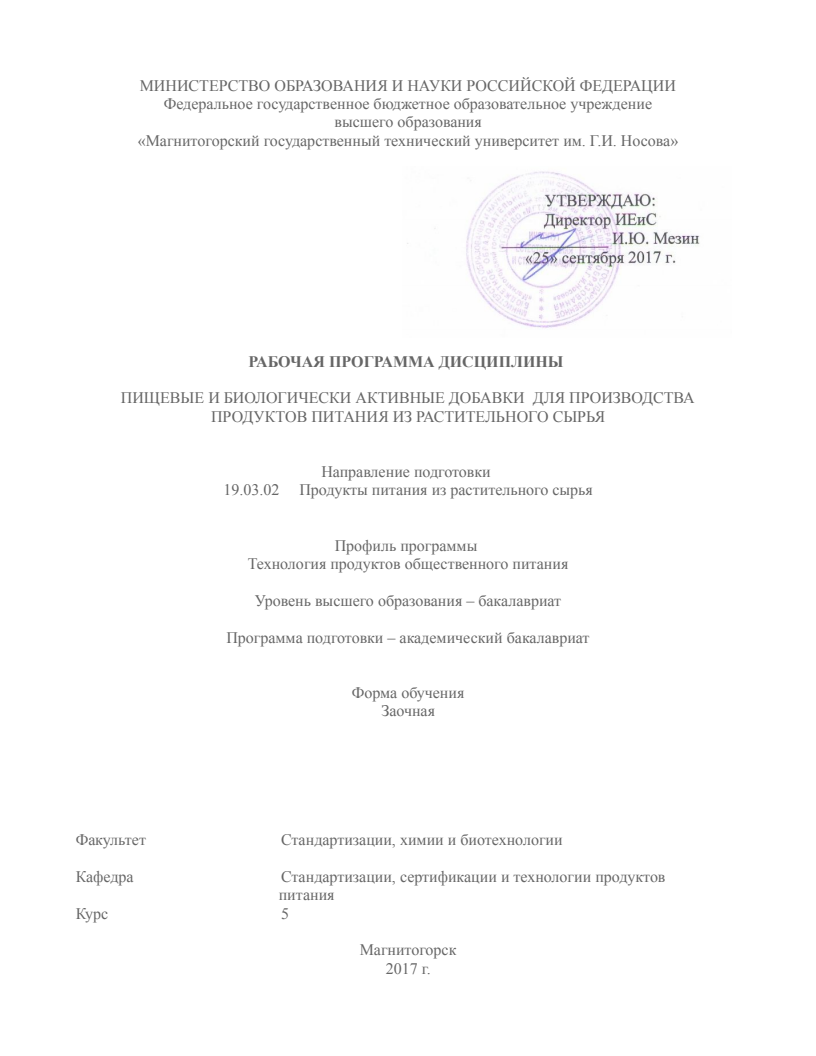 МИНИСТЕРСТВО ОБРАЗОВАНИЯ И НАУКИ РОССИЙСКОЙ ФЕДЕРАЦИИ
Федеральное государственное бюджетное образовательное учреждение
высшего образования
«Магнитогорский государственный технический университет им. Г.И. Носова»
УТВЕРЖДАЮ:
Директор ИЕиС
И.Ю. Мезин
«25» сентября 2017 г.
РАБОЧАЯ ПРОГРАММА ДИСЦИПЛИНЫ
ПИЩЕВЫЕ И БИОЛОГИЧЕСКИ АКТИВНЫЕ ДОБАВКИ ДЛЯ ПРОИЗВОДСТВА
ПРОДУКТОВ ПИТАНИЯ ИЗ РАСТИТЕЛЬНОГО СЫРЬЯ
Направление подготовки
19.03.02 Продукты питания из растительного сырья
Профиль программы
Технология продуктов общественного питания
Уровень высшего образования – бакалавриат
Программа подготовки – академический бакалавриат
Форма обучения
Заочная
Факультет Стандартизации, химии и биотехнологии
Кафедра Стандартизации, сертификации и технологии продуктов
питания
Курс 5
Магнитогорск
2017 г.